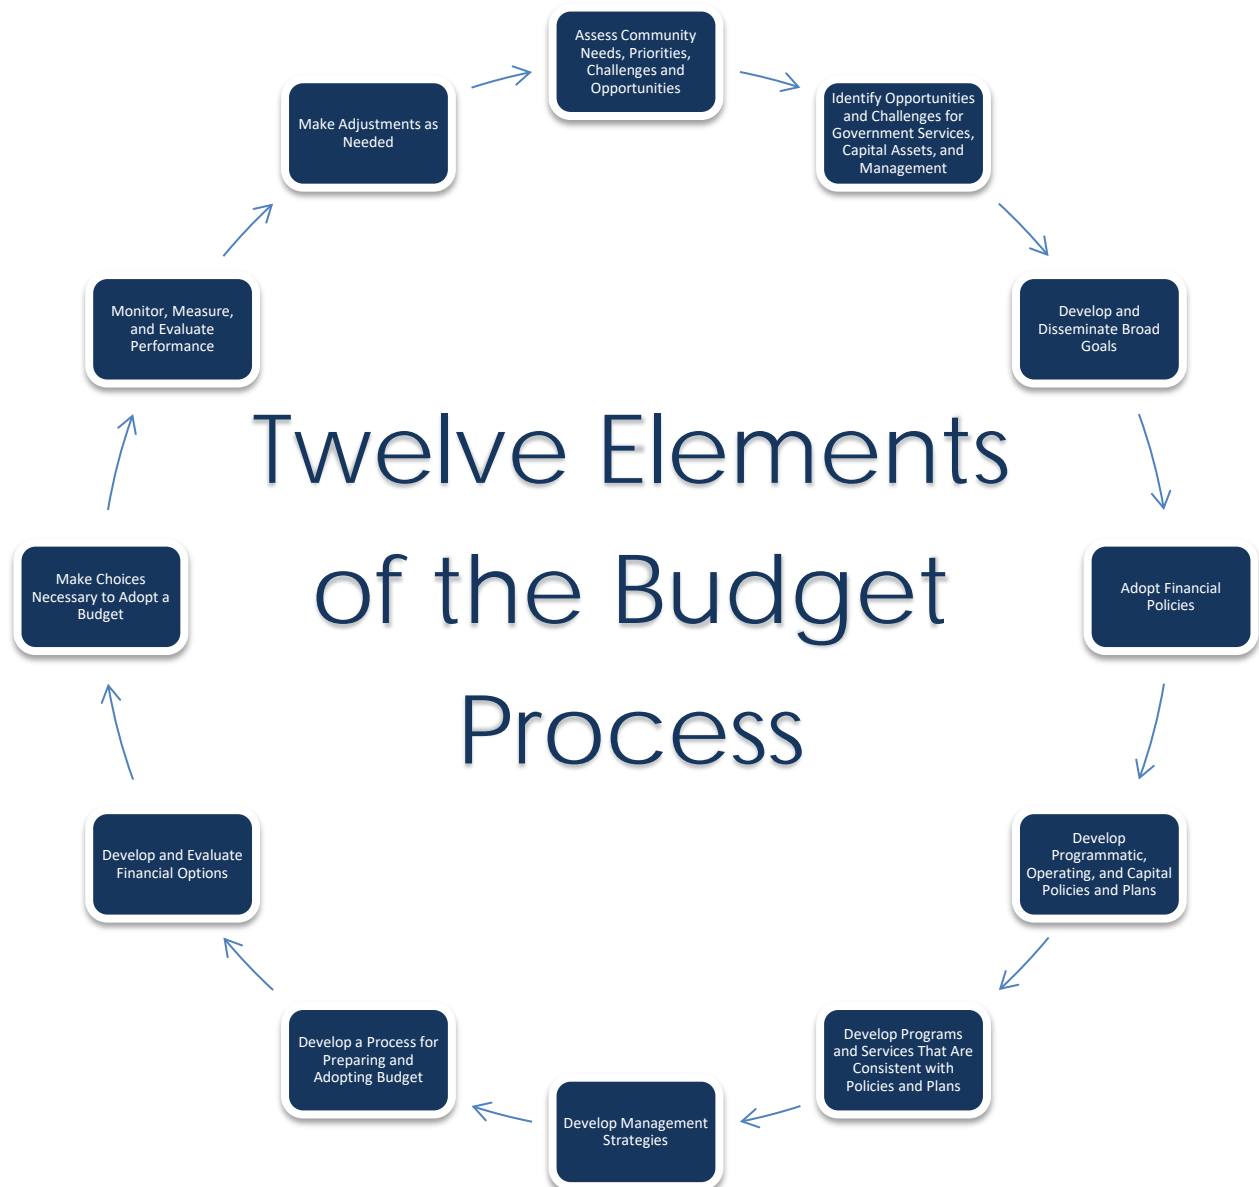 Assess Community
Needs, Priorities,
Challenges and
Opportunities
Identify Opportunities
and Challenges for
Government Services,
Capital Assets, and
Management
Develop and
Disseminate Broad
Goals
Adopt Financial
Policies
Develop
Programmatic,
Operating, and Capital
Policies and Plans
Develop Programs
and Services That Are
Consistent with
Policies and Plans
Develop Management
Strategies
Develop a Process for
Preparing and
Adopting Budget
Develop and Evaluate
Financial Options
Make Choices
Necessary to Adopt a
Budget
Monitor, Measure,
and Evaluate
Performance
Make Adjustments as
Needed
Twelve Elements
of the Budget
Process